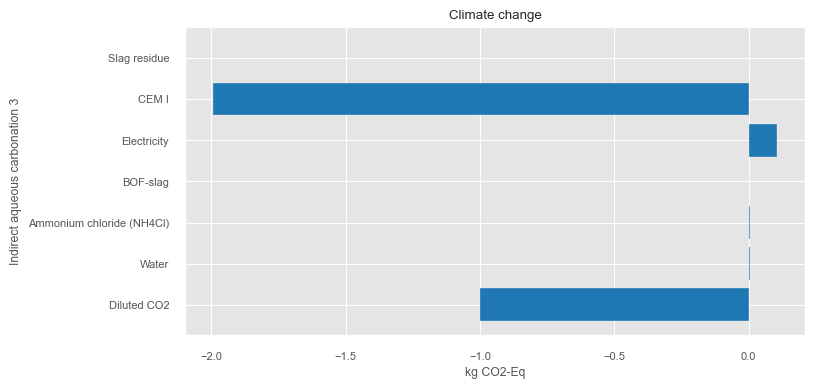 Climate change
Indirect aqueous carbonation 3
Slag residue
CEM I
Electricity
BOF-slag
Ammonium chloride (NH4Cl)
Water
Diluted CO2
−2.0 −1.5 −1.0 −0.5 0.0
kg CO2-Eq